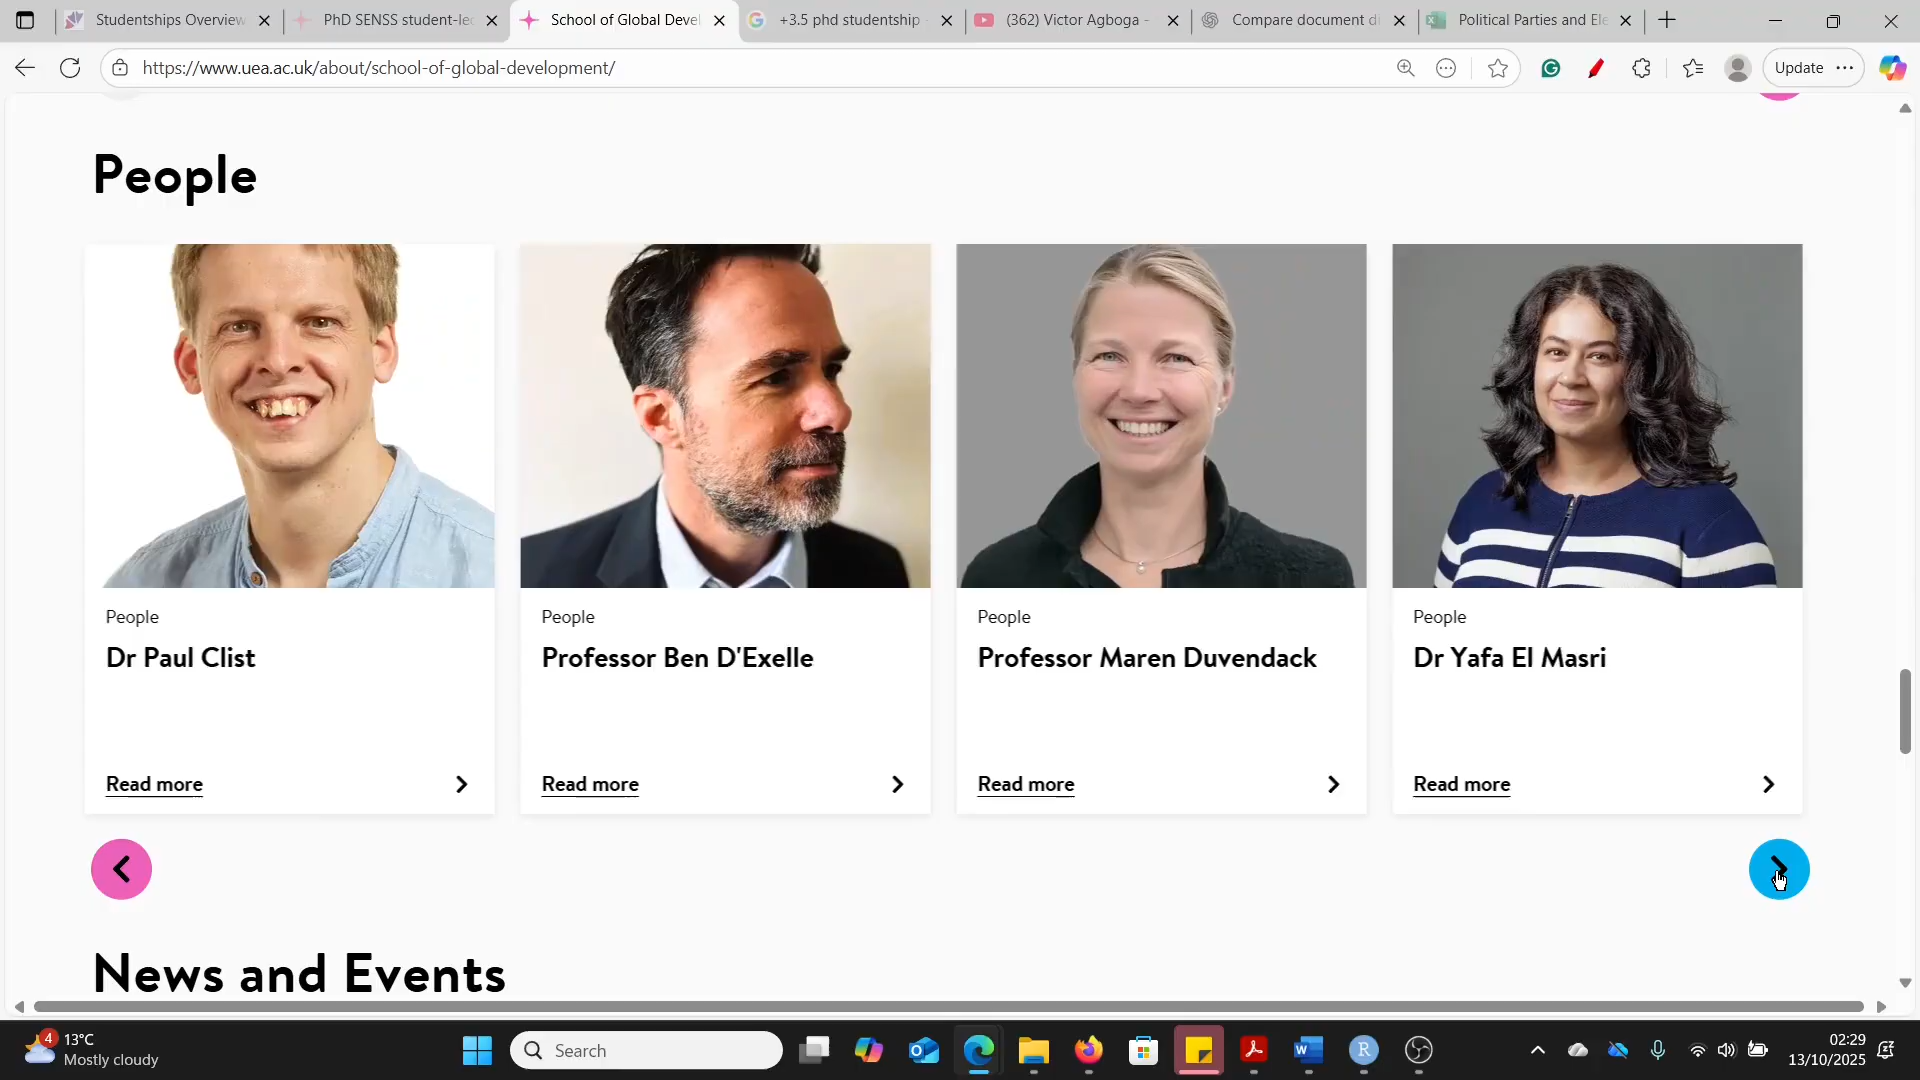 Studentships Overview
PhD SENSS student-led
School of Global Devel
+3.5 phd studentship -
(362) Victor Agboga -
Compare document di
Political Parties and Ele
https://www.uea.ac.uk/about/school-of-global-development/
Update
People
People
Dr Paul Clist
Read more
People
Professor Ben D'Exelle
Read more
People
Professor Maren Duvendack
Read more
People
Dr Yafa El Masri
Read more
News and Events
4
13°C
Mostly cloudy
Search
02:29
13/10/2025